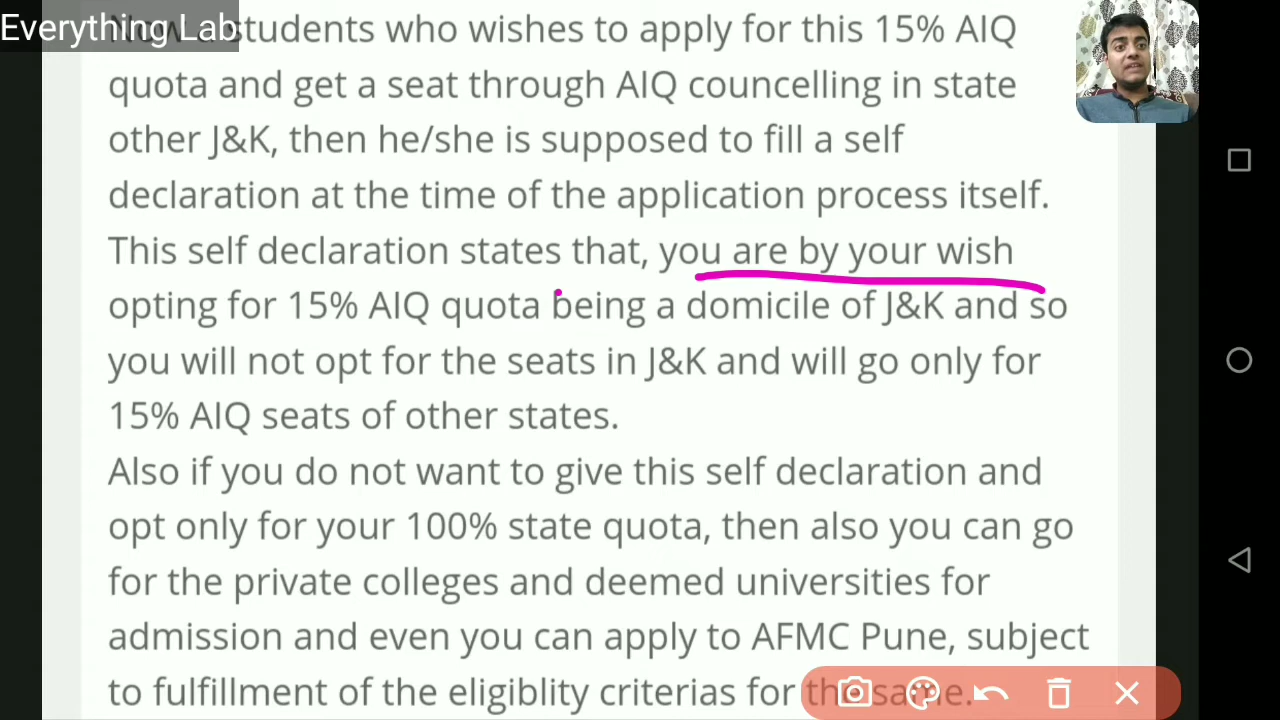 Everything Lab
Now a students who wishes to apply for this 15% AIQ
quota and get a seat through AIQ councelling in state
other J&K, then he/she is supposed to fill a self
declaration at the time of the application process itself.
This self declaration states that, you are by your wish
opting for 15% AIQ quota being a domicile of J&K and so
you will not opt for the seats in J&K and will go only for
15% AIQ seats of other states.
Also if you do not want to give this self declaration and
opt only for your 100% state quota, then also you can go
for the private colleges and deemed universities for
admission and even you can apply to AFMC Pune, subject
to fulfillment of the eligiblity criterias for the same.